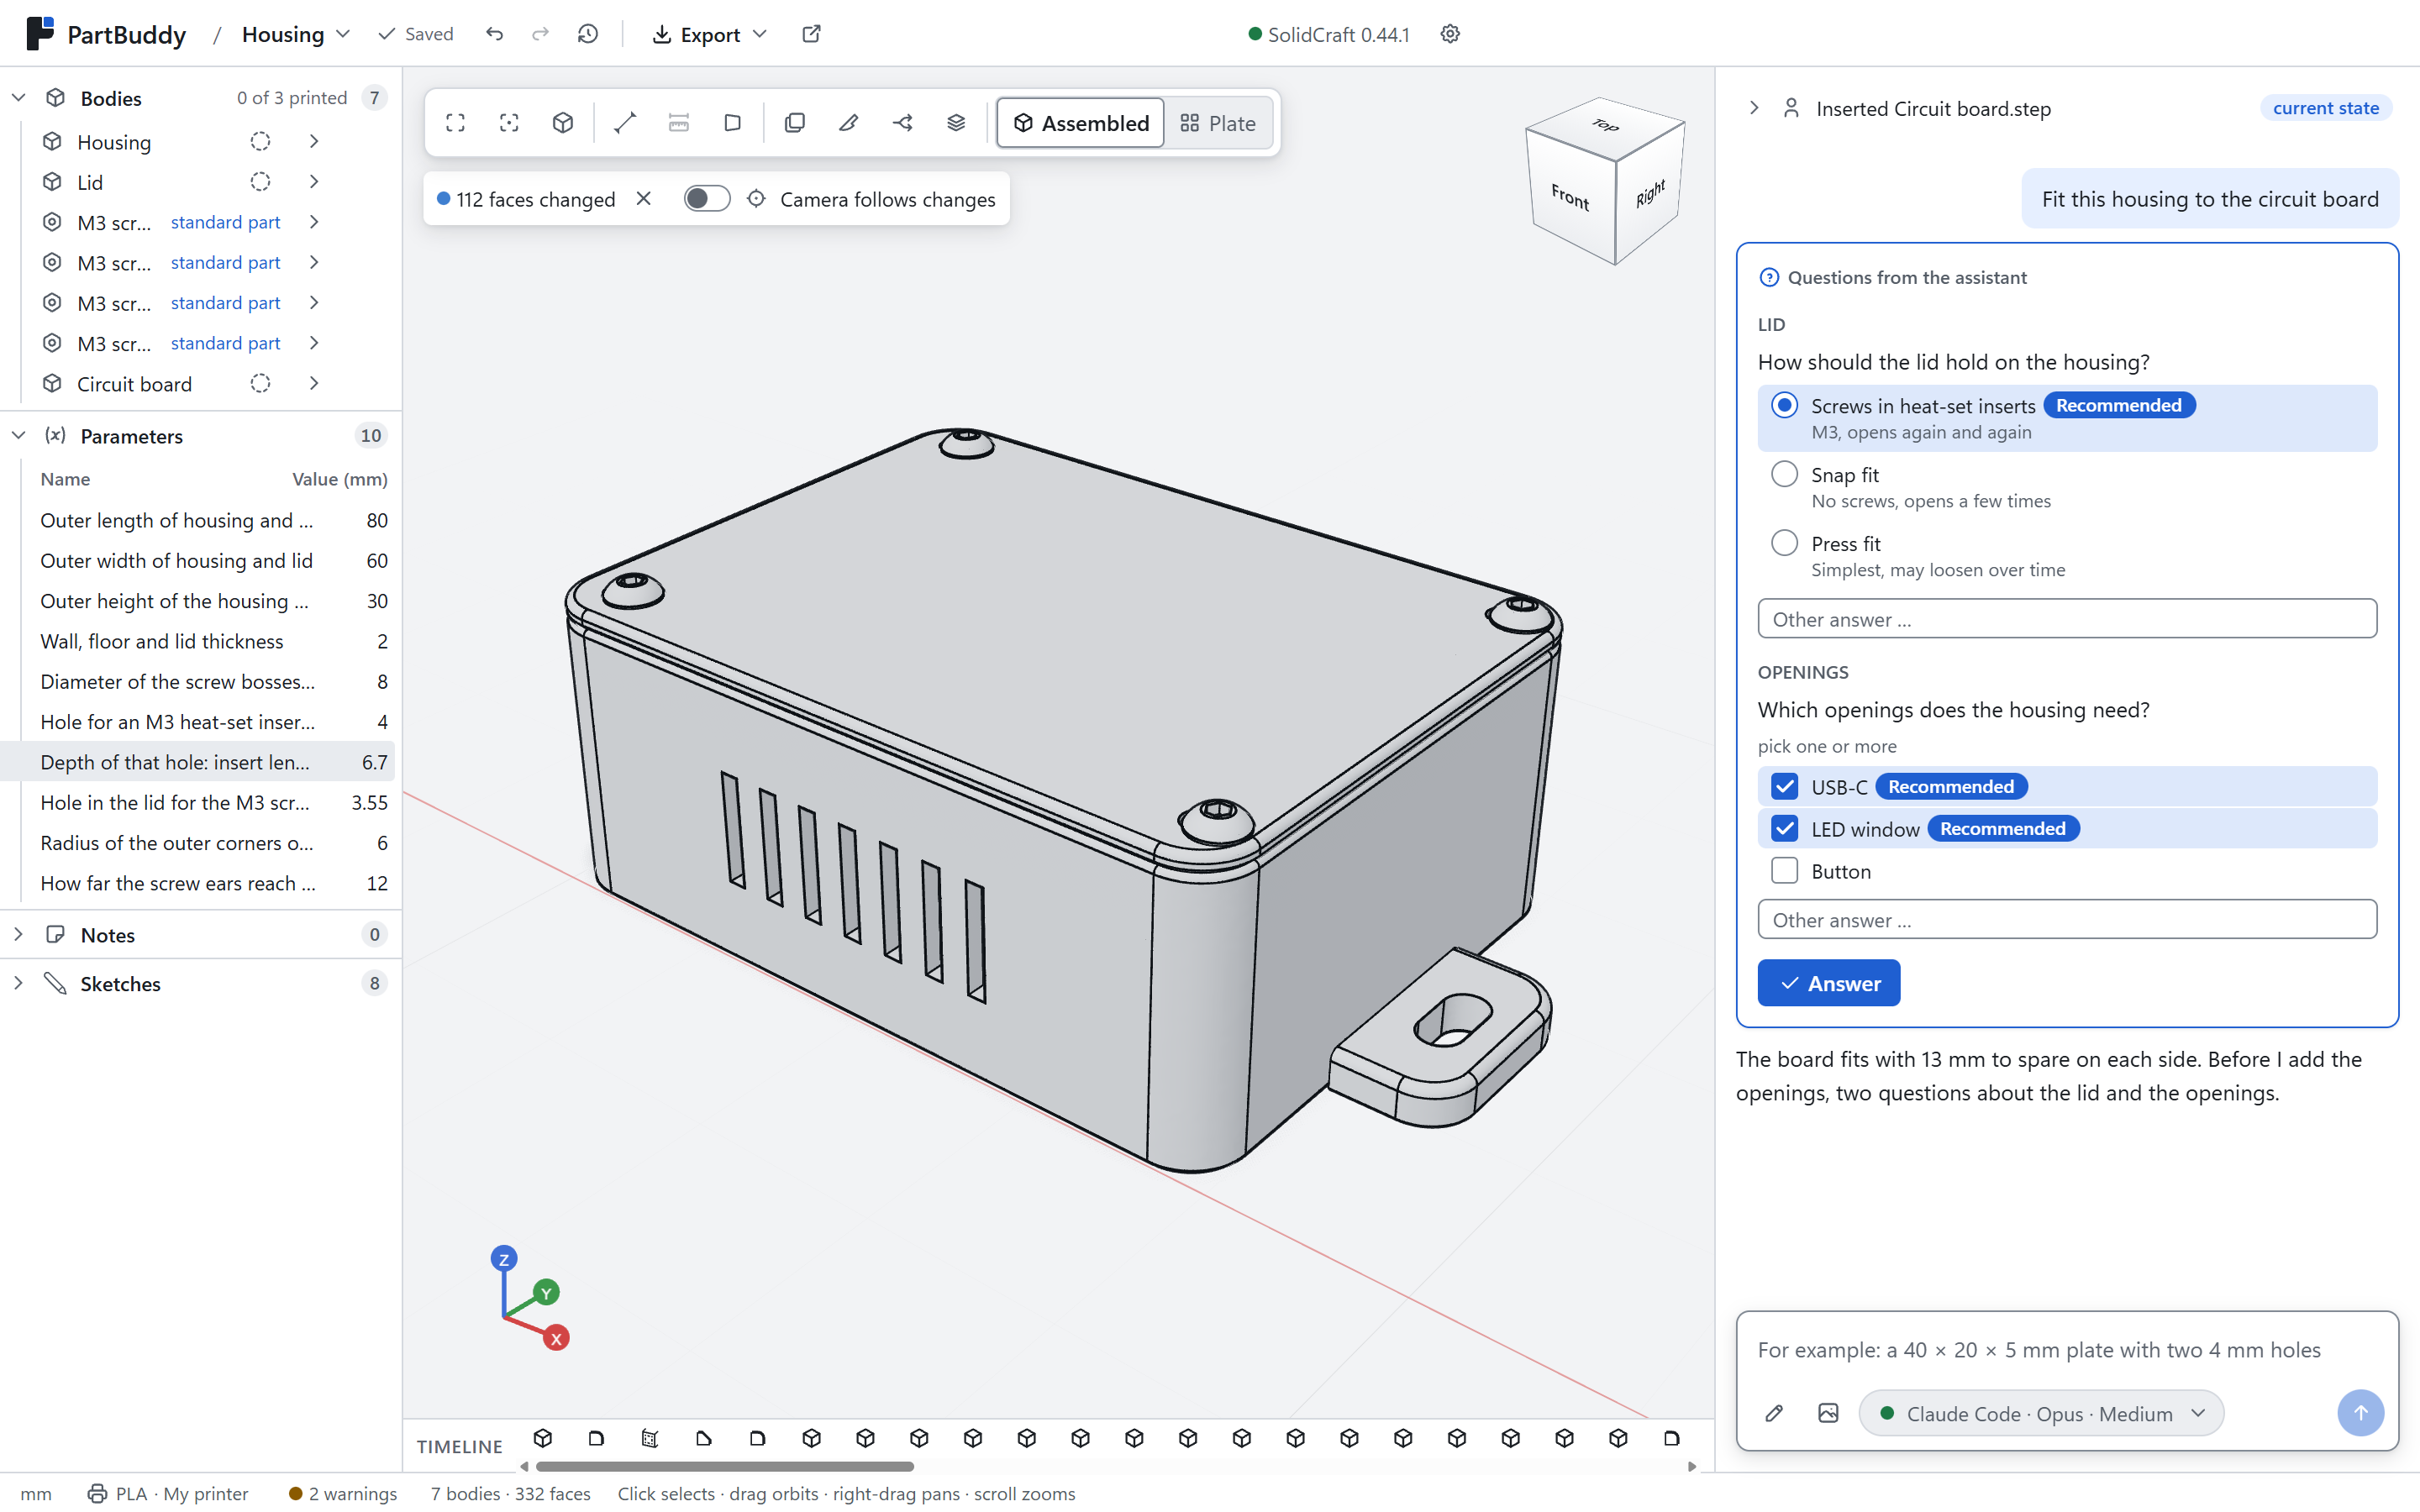 PartBuddy / Housing Saved Export SolidCraft 0.44.1
Bodies 0 of 3 printed 7
Housing
Lid
M3 scr... standard part
M3 scr... standard part
M3 scr... standard part
M3 scr... standard part
Circuit board
(x) Parameters 10
Name Value (mm)
Outer length of housing and ... 80
Outer width of housing and lid 60
Outer height of the housing ... 30
Wall, floor and lid thickness 2
Diameter of the screw bosses... 8
Hole for an M3 heat-set inser... 4
Depth of that hole: insert len... 6.7
Hole in the lid for the M3 scr... 3.55
Radius of the outer corners o... 6
How far the screw ears reach ... 12
Notes 0
Sketches 8
Assembled Plate
112 faces changed Camera follows changes
Top
Front Right
Z
Y
X
TIMELINE
Inserted Circuit board.step current state
Fit this housing to the circuit board
Questions from the assistant
LID
How should the lid hold on the housing?
Screws in heat-set inserts Recommended
M3, opens again and again
Snap fit
No screws, opens a few times
Press fit
Simplest, may loosen over time
Other answer ...
OPENINGS
Which openings does the housing need?
pick one or more
USB-C Recommended
LED window Recommended
Button
Other answer ...
Answer
The board fits with 13 mm to spare on each side. Before I add the
openings, two questions about the lid and the openings.
For example: a 40 × 20 × 5 mm plate with two 4 mm holes
Claude Code · Opus · Medium
mm PLA · My printer 2 warnings 7 bodies · 332 faces Click selects · drag orbits · right-drag pans · scroll zooms